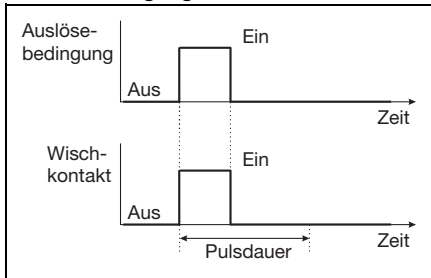 Auslöse-
bedingung
Ein
Aus
Zeit
Wisch-
kontakt
Ein
Aus
Zeit
Pulsdauer